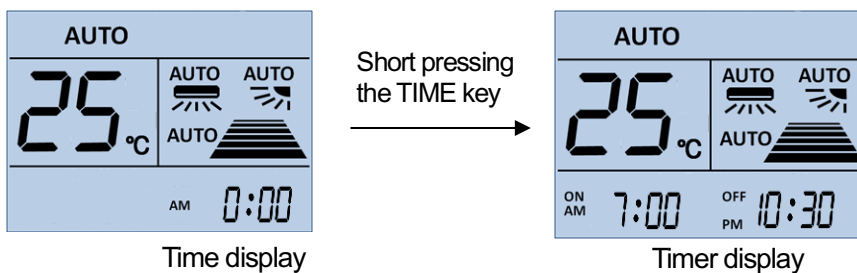 AUTO
25 °C
AUTO AUTO
AUTO
AM 0:00
Time display
Short pressing
the TIME key
AUTO
25 °C
AUTO AUTO
AUTO
ON AM 7:00 OFF PM 10:30
Timer display